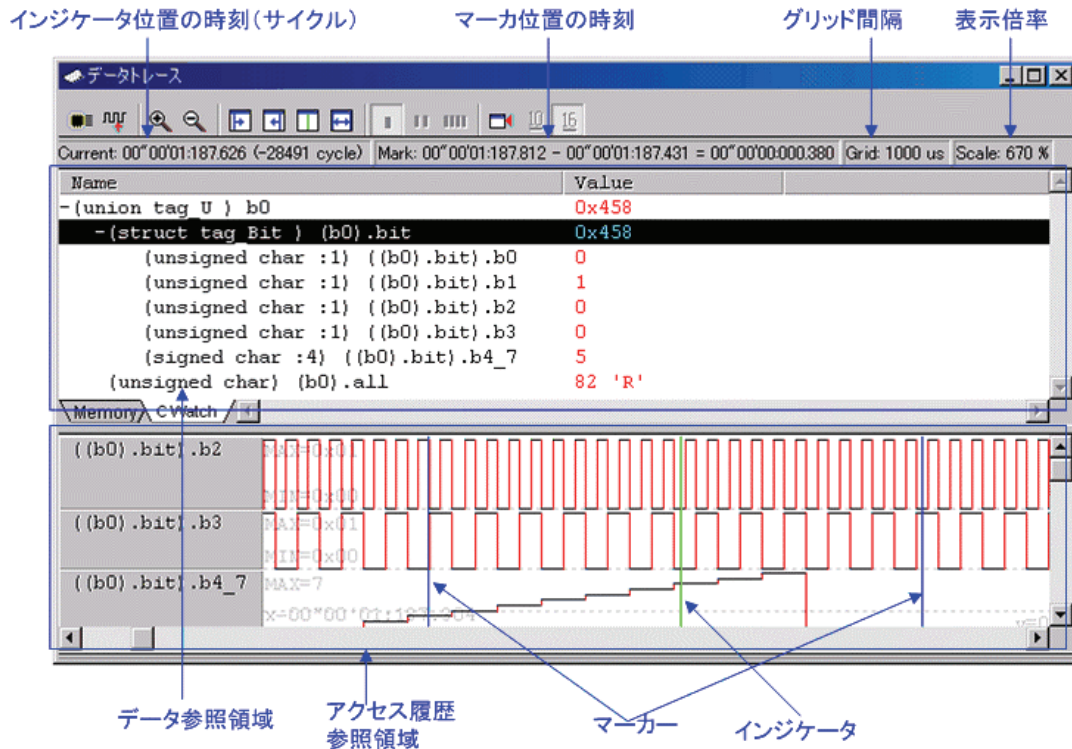 インジケータ位置の時刻(サイクル) マーカ位置の時刻 グリッド間隔 表示倍率
データトレース
10 16
Current: 00"00'01:187.626 (-28491 cycle) Mark: 00"00'01:187.812 - 00"00'01:187.431 = 00"00'00:000.380 Grid: 1000 us Scale: 670 %
Name Value
-(union tag_U ) b0 0x458
-(struct tag_Bit ) (b0).bit 0x458
(unsigned char :1) ((b0).bit).b0 0
(unsigned char :1) ((b0).bit).b1 1
(unsigned char :1) ((b0).bit).b2 0
(unsigned char :1) ((b0).bit).b3 0
(signed char :4) ((b0).bit).b4_7 5
(unsigned char) (b0).all 82 'R'
Memory C Watch
((b0).bit).b2 MAX=0x01
MIN=0x00
((b0).bit).b3 MAX=0x01
MIN=0x00
((b0).bit).b4_7 MAX=7
データ参照領域 アクセス履歴 マーカー インジケータ
参照領域